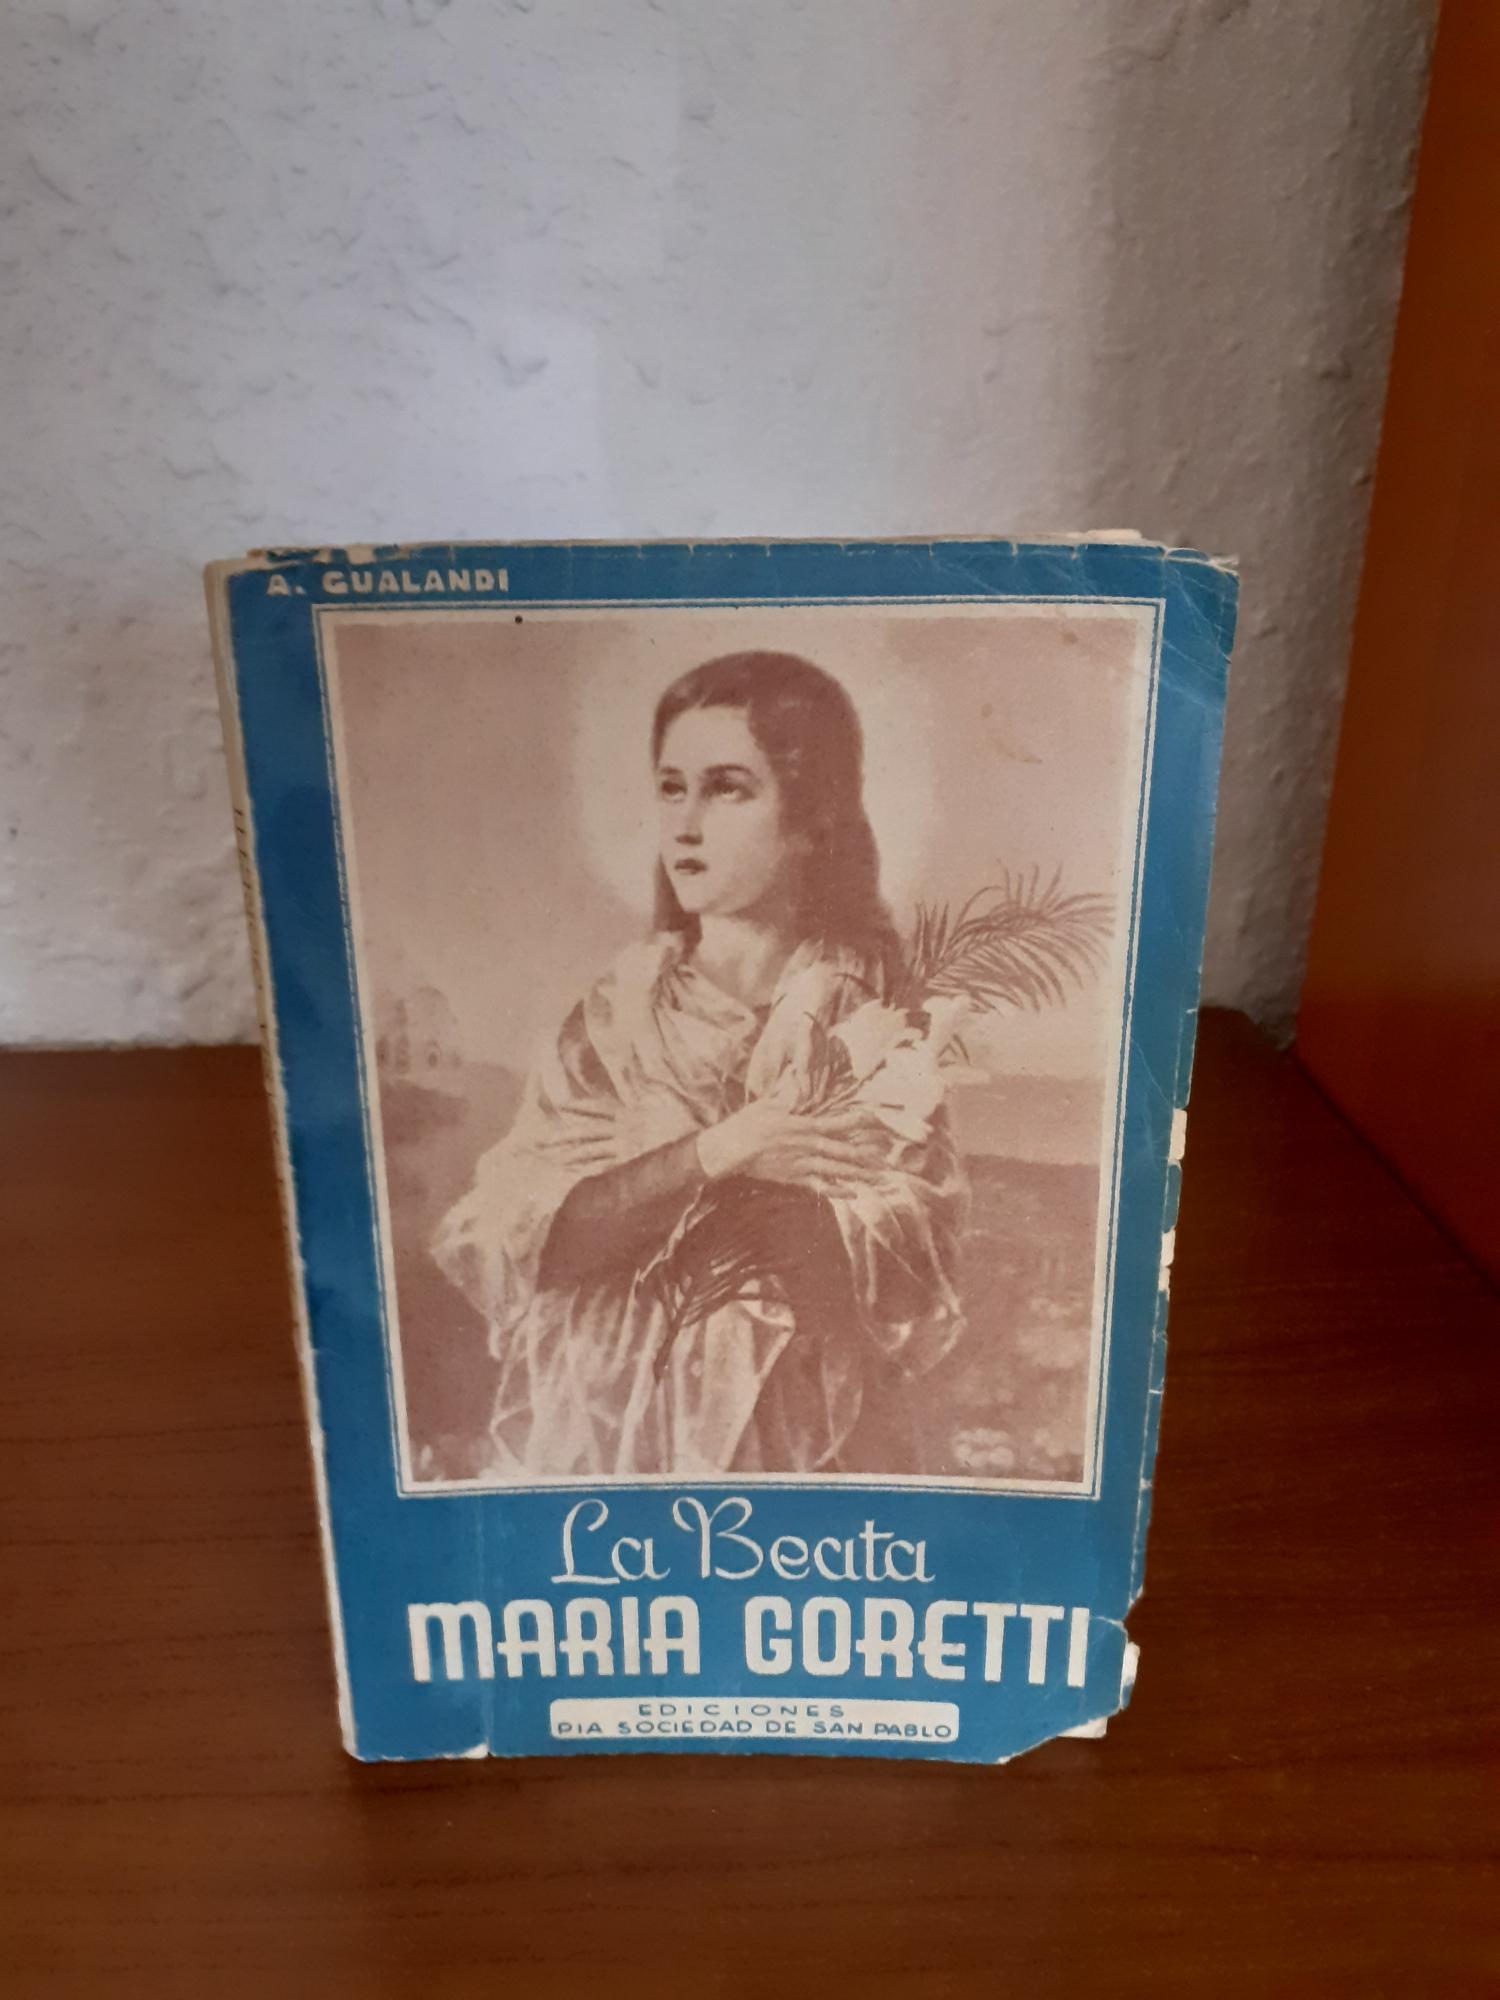 A. GUALANDI
La Beata
MARIA GORETTI
EDICIONES
PIA SOCIEDAD DE SAN PABLO